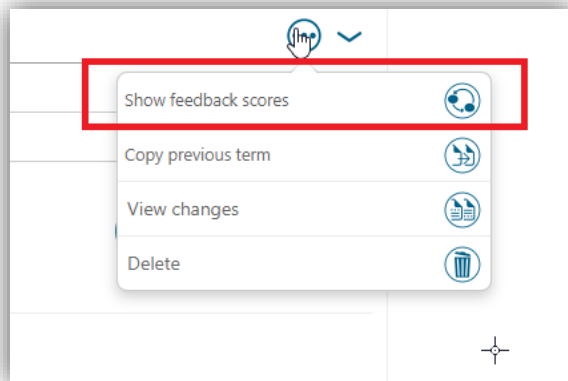 Show feedback scores
Copy previous term
View changes
Delete